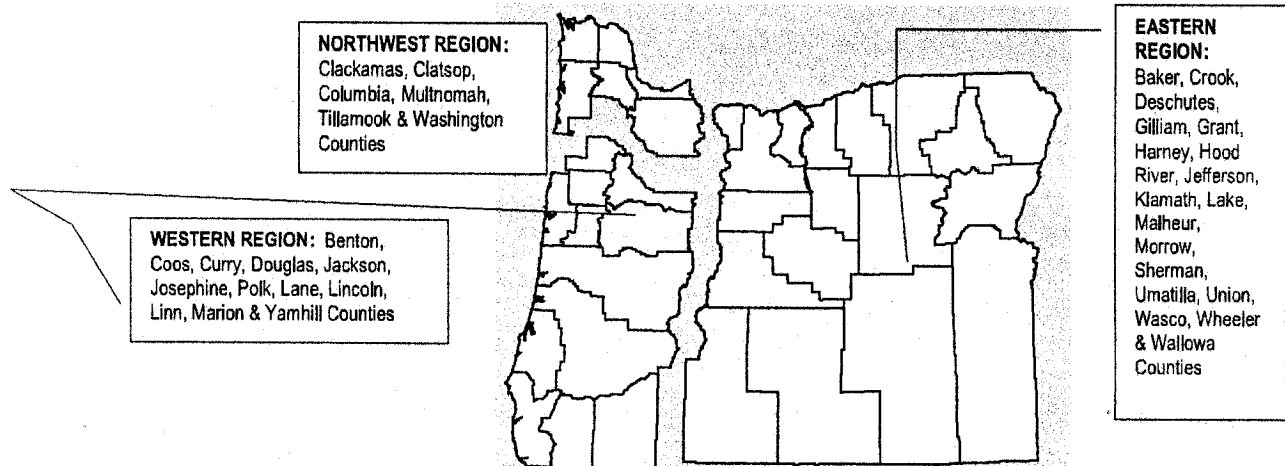 NORTHWEST REGION:
Clackamas, Clatsop,
Columbia, Multnomah,
Tillamook & Washington
Counties
WESTERN REGION: Benton,
Coos, Curry, Douglas, Jackson,
Josephine, Polk, Lane, Lincoln,
Linn, Marion & Yamhill Counties
EASTERN
REGION:
Baker, Crook,
Deschutes,
Gilliam, Grant,
Harney, Hood
River, Jefferson,
Klamath, Lake,
Malheur,
Morrow,
Sherman,
Umatilla, Union,
Wasco, Wheeler
& Wallowa
Counties